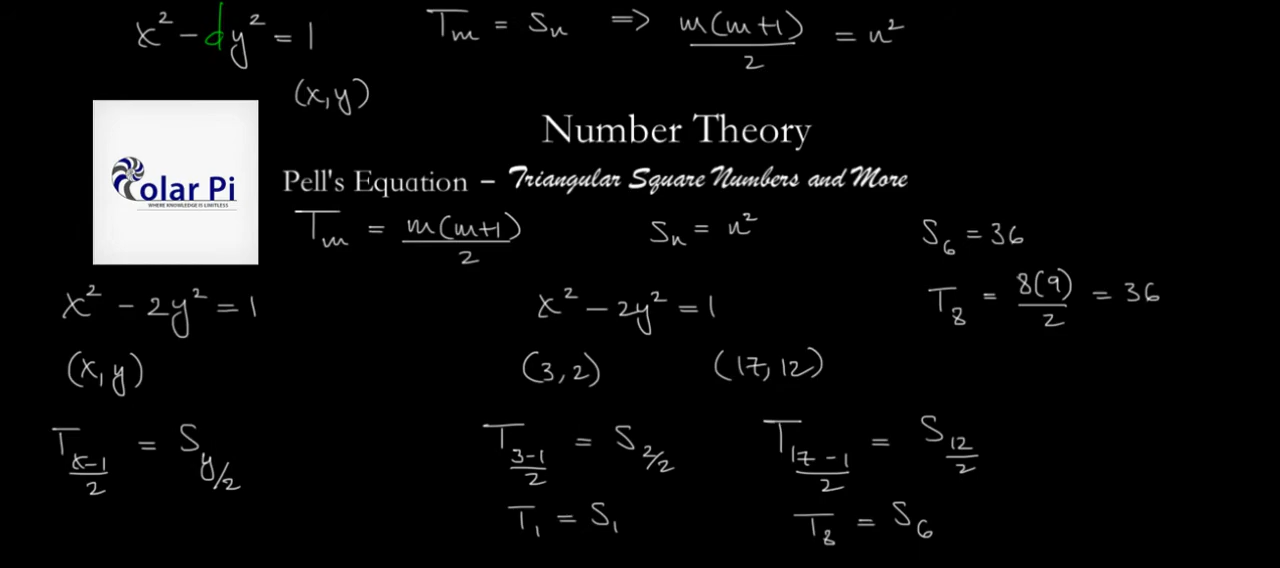 x² - dy² = 1
T_m = S_n ⇒ m(m+1)/2 = n²
(x, y)
Number Theory
Colar Pi
WHERE KNOWLEDGE IS LIMITLESS
Pell's Equation – Triangular Square Numbers and More
T_m = m(m+1)/2
S_n = n²
S_6 = 36
T_8 = 8(9)/2 = 36
x² - 2y² = 1
(x, y)
T_(x-1)/2 = S_y/2
x² - 2y² = 1
(3, 2)
(17, 12)
T_(3-1)/2 = S_2/2
T_(17-1)/2 = S_12/2
T_1 = S_1
T_8 = S_6